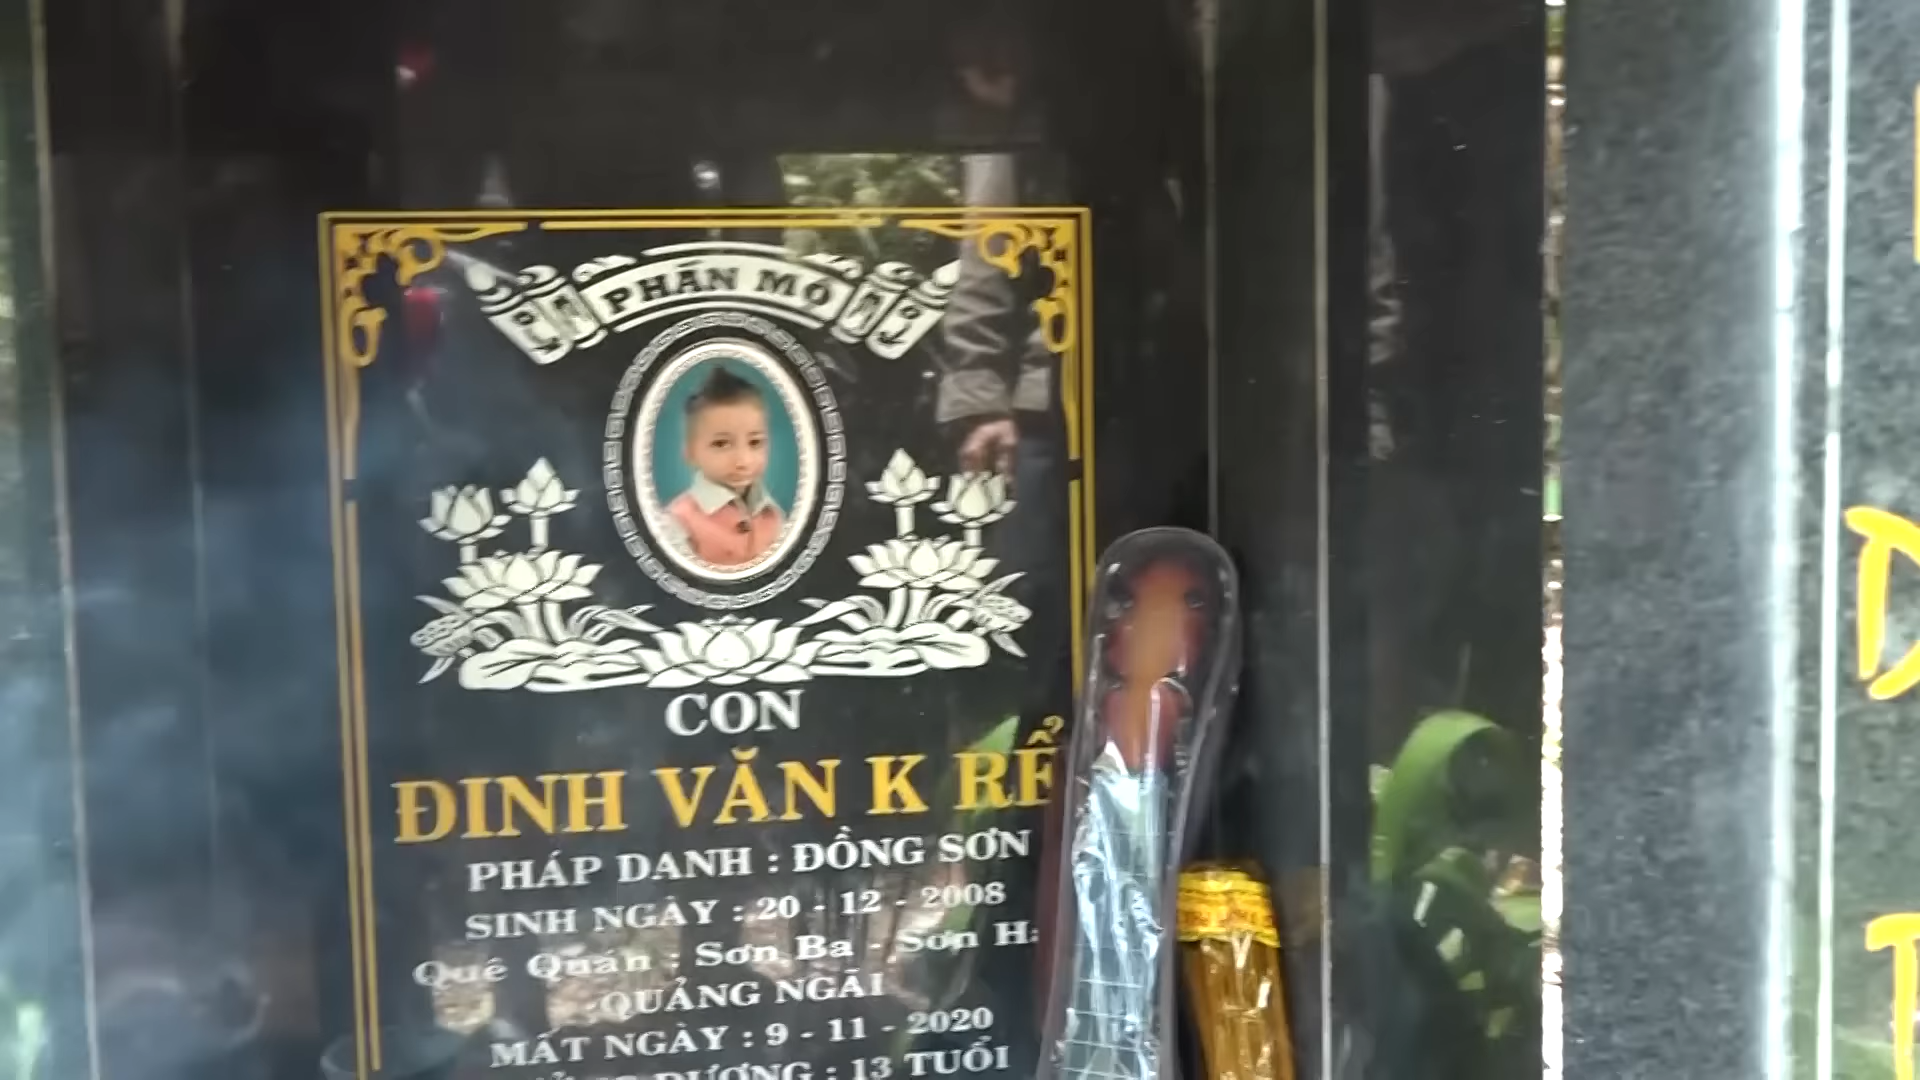 PHẦN MỘ
CON
ĐINH VĂN K RỂ
PHÁP DANH : ĐỒNG SƠN
SINH NGÀY : 20 - 12 - 2008
Quê Quán : Sơn Ba - Sơn
QUẢNG NGÃI
MẤT NGÀY : 9 - 11 - 2020
DƯƠNG : 13 TUỔI